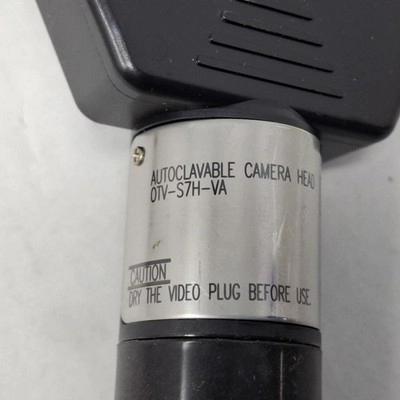 AUTOCLAVABLE CAMERA HEAD
OTV-S7H-VA
CAUTION
DRY THE VIDEO PLUG BEFORE USE.